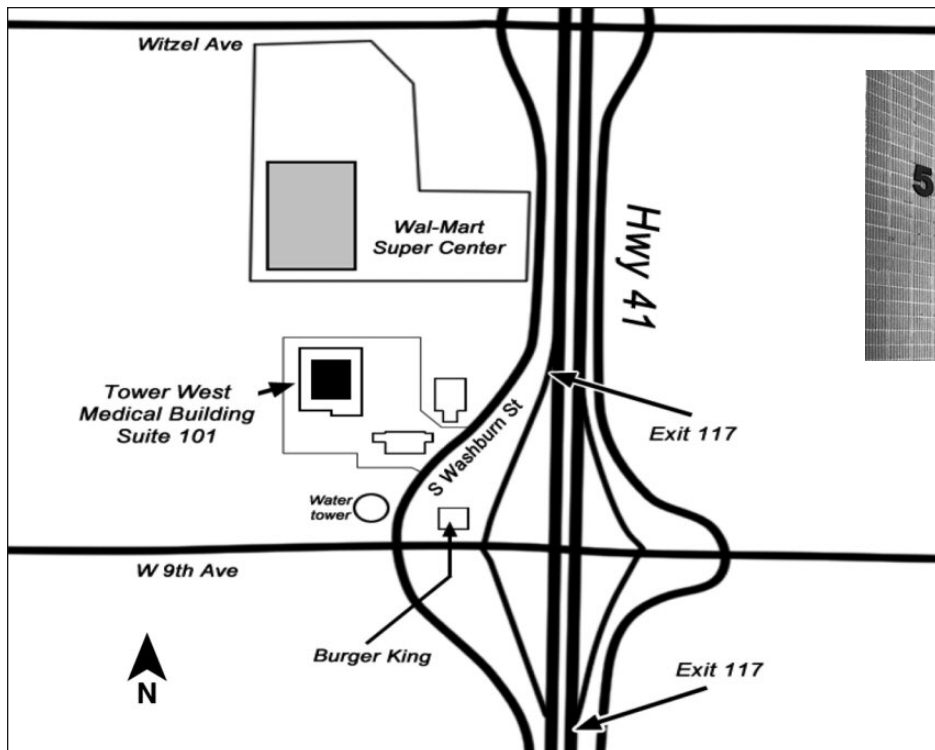 Witzel Ave
Wal-Mart
Super Center
Hwy 41
5
Tower West
Medical Building
Suite 101
Exit 117
S Washburn St
Water
tower
W 9th Ave
Burger King
Exit 117
N